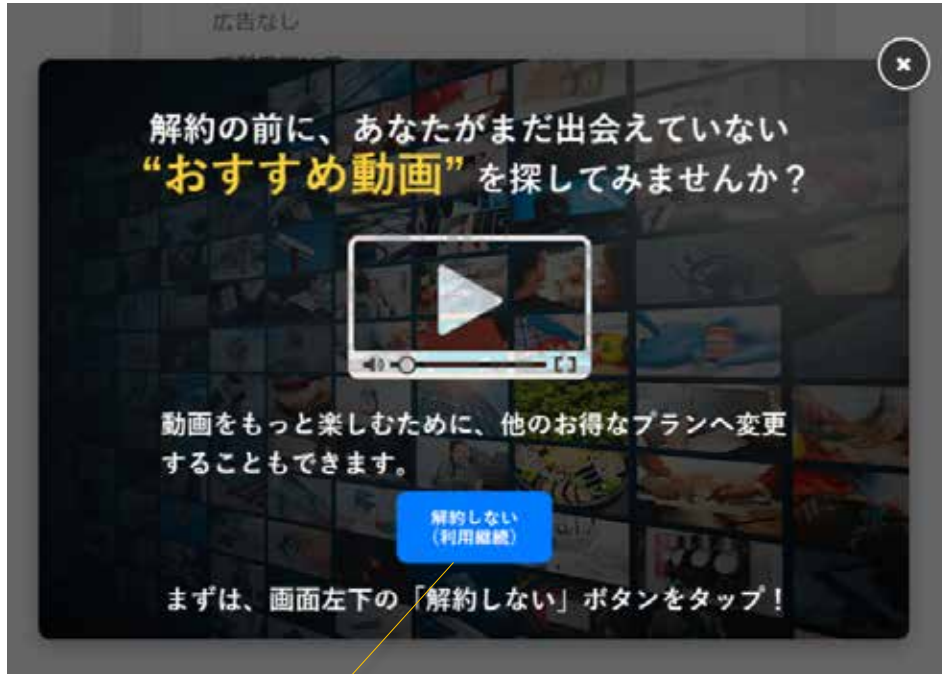 広告なし
解約の前に、あなたがまだ出会えていない
“おすすめ動画” を探してみませんか？
動画をもっと楽しむために、他のお得なプランへ変更
することもできます。
解約しない
（利用継続）
まずは、画面左下の「解約しない」ボタンをタップ！